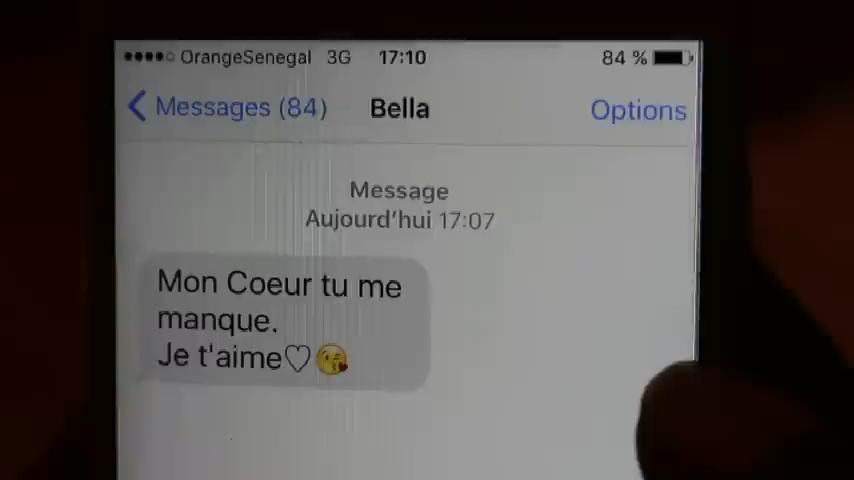 OrangeSenegal 3G 17:10 84 %
Messages (84) Bella Options
Message
Aujourd'hui 17:07
Mon Coeur tu me
manque.
Je t'aime♡😘